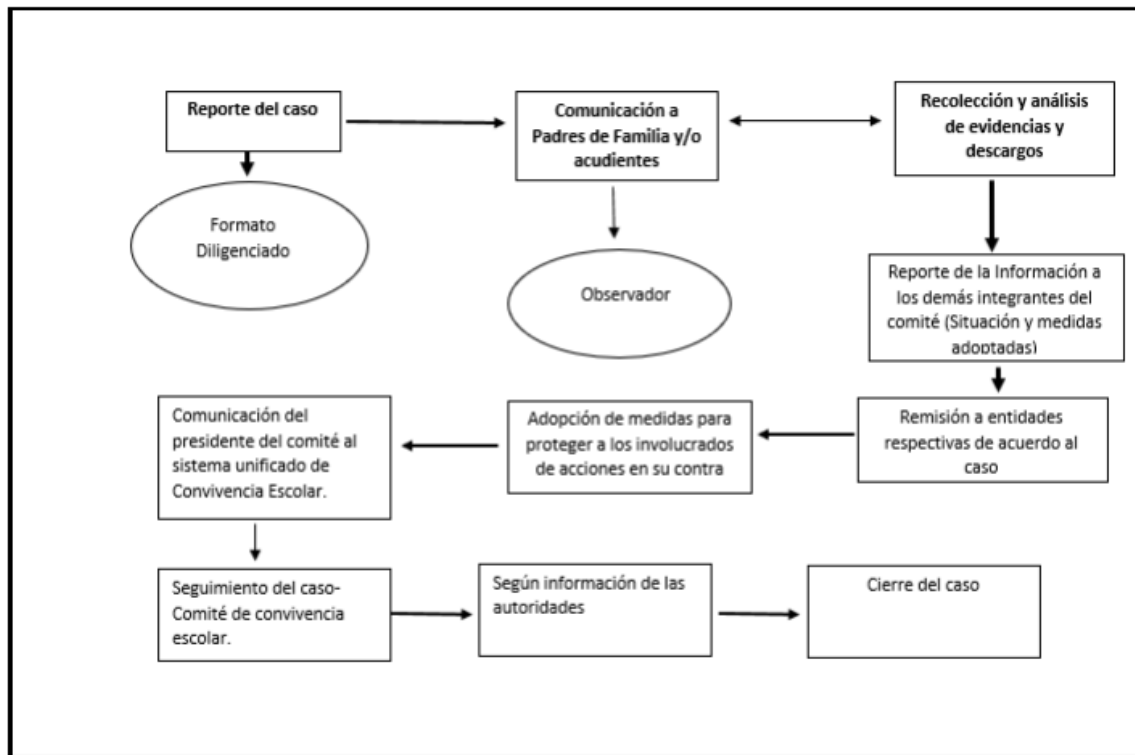 Reporte del caso
Comunicación a
Padres de Familia y/o
acudientes
Recolección y análisis
de evidencias y
descargos
Formato
Diligenciado
Observador
Reporte de la Información a
los demás integrantes del
comité (Situación y medidas
adoptadas)
Comunicación del
presidente del comité al
sistema unificado de
Convivencia Escolar.
Adopción de medidas para
proteger a los involucrados
de acciones en su contra
Remisión a entidades
respectivas de acuerdo al
caso
Seguimiento del caso-
Comité de convivencia
escolar.
Según información de las
autoridades
Cierre del caso